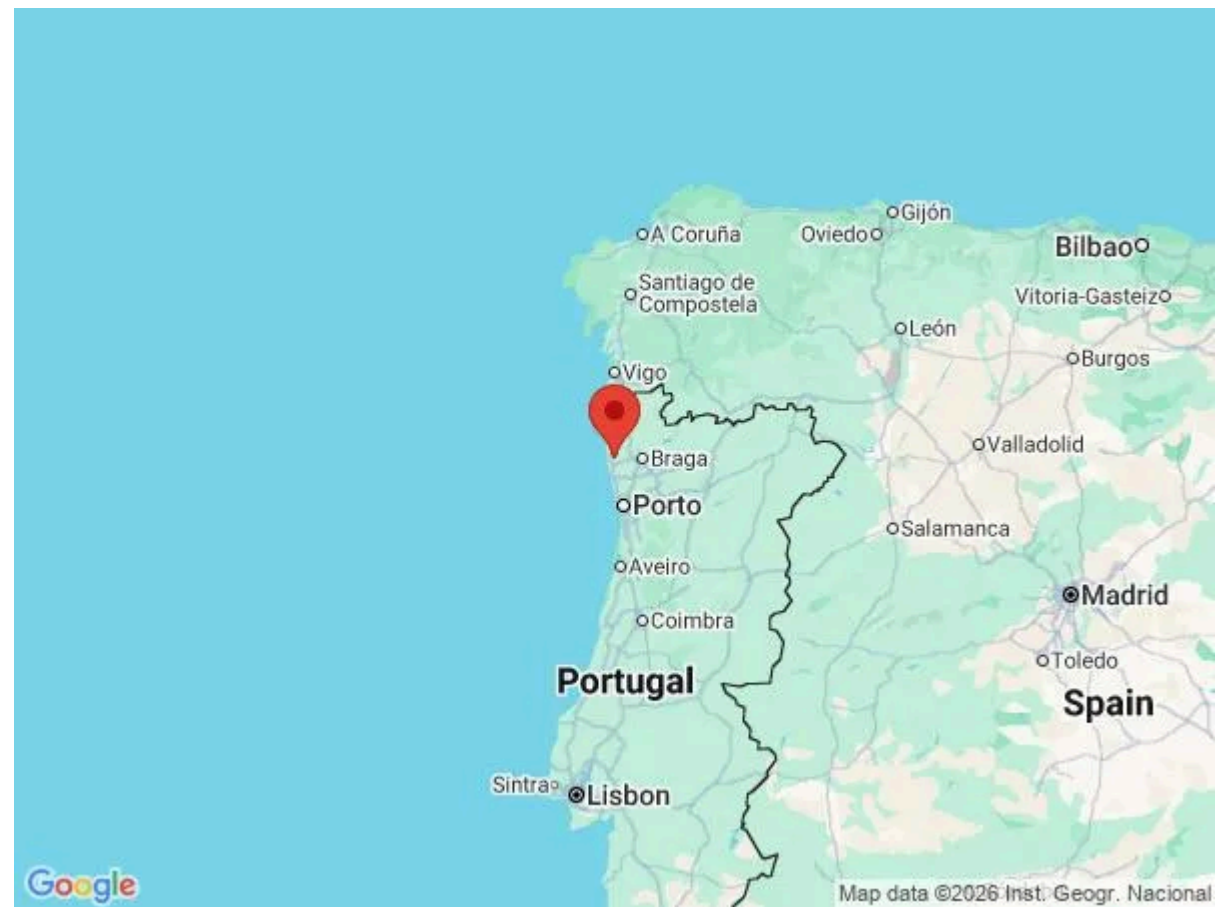 Gijón
A Coruña
Oviedo
Bilbao
Santiago de
Compostela
Vitoria-Gasteiz
León
Burgos
Vigo
Valladolid
Braga
Porto
Salamanca
Aveiro
Madrid
Coimbra
Toledo
Portugal
Spain
Sintra
Lisbon
Google
Map data ©2026 Inst. Geogr. Nacional